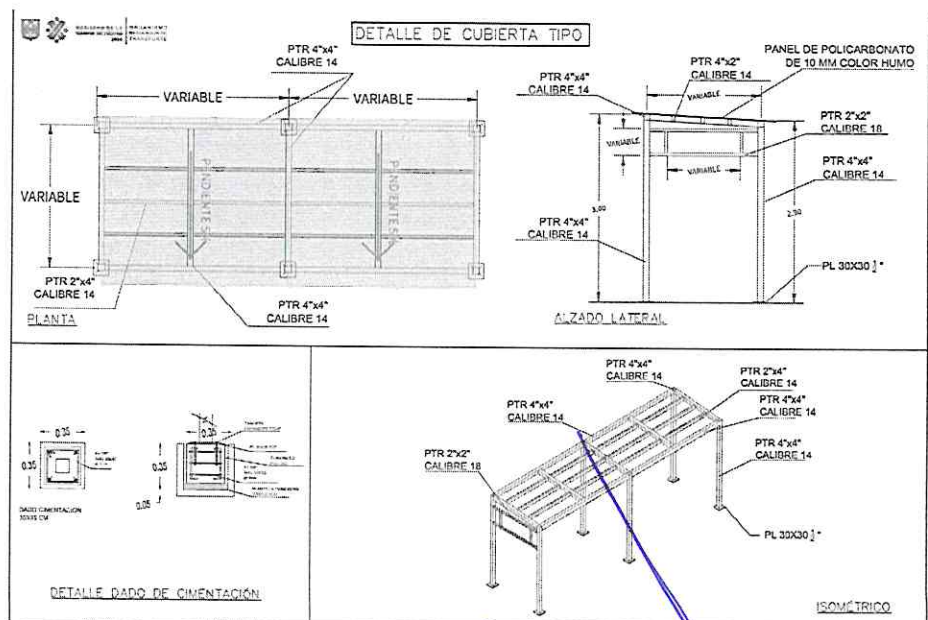 DETALLE DE CUBIERTA TIPO
PTR 4"x4"
CALIBRE 14
VARIABLE
VARIABLE
VARIABLE
PENDIENTES
PENDIENTES
PTR 2"x4"
CALIBRE 14
PTR 4"x4"
CALIBRE 14
PLANTA
PTR 4"x4"
CALIBRE 14
PTR 4"x2"
CALIBRE 14
PANEL DE POLICARBONATO
DE 10 MM COLOR HUMO
VARIABLE
PTR 2"x2"
CALIBRE 18
VARIABLE
VARIABLE
PTR 4"x4"
CALIBRE 14
PTR 4"x4"
CALIBRE 14
3.00
PL 30X30
ALZADO LATERAL
0.35
0.35
DADO CIMENTACION
0.35
0.35
0.05
DETALLE DADO DE CIMENTACIÓN
PTR 4"x4"
CALIBRE 14
PTR 2"x4"
CALIBRE 14
PTR 4"x4"
CALIBRE 14
PTR 4"x4"
CALIBRE 14
PTR 2"x2"
CALIBRE 18
PTR 4"x4"
CALIBRE 14
PL 30X30
ISOMÉTRICO